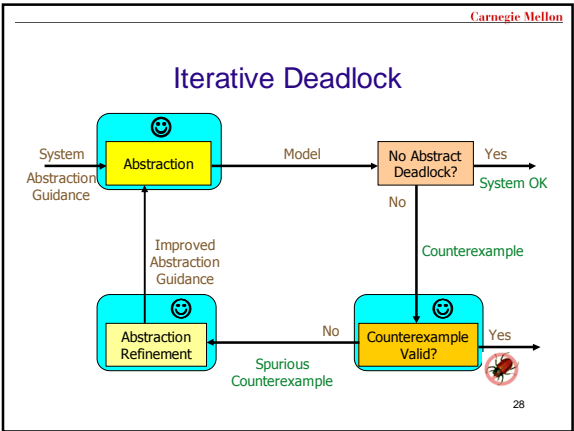 Carnegie Mellon
Iterative Deadlock
System
Abstraction
Guidance
Abstraction
Model
No Abstract
Deadlock?
Yes
System OK
No
Counterexample
Improved
Abstraction
Guidance
Abstraction
Refinement
No
Spurious
Counterexample
Counterexample
Valid?
Yes
28